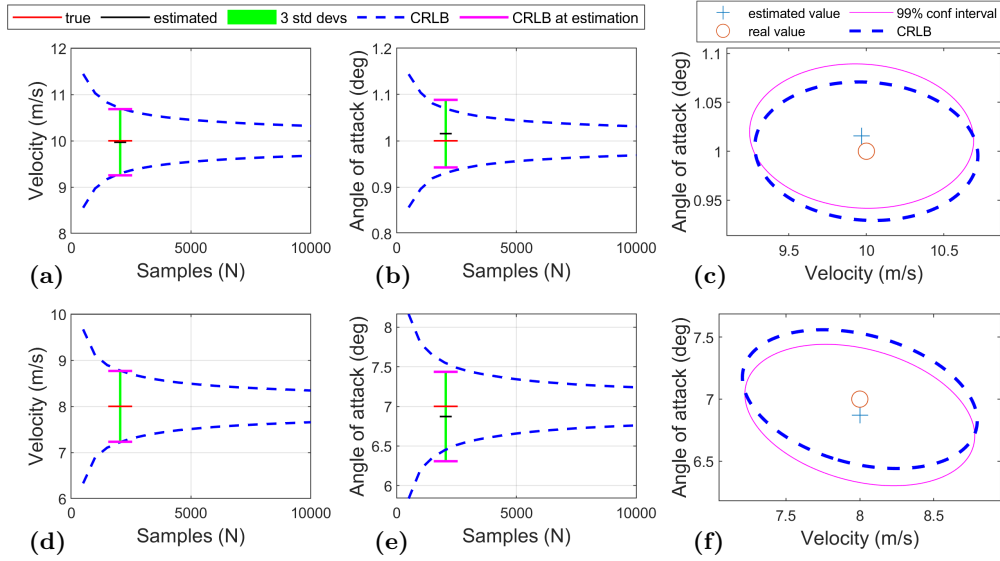 true estimated 3 std devs CRLB CRLB at estimation
estimated value 99% conf interval
real value CRLB
12
11
10
9
8
Velocity (m/s)
0 5000 10000
Samples (N)
(a)
1.2
1.1
1
0.9
0.8
Angle of attack (deg)
0 5000 10000
Samples (N)
(b)
1.1
1.05
1
0.95
Angle of attack (deg)
9.5 10 10.5
Velocity (m/s)
(c)
10
9
8
7
6
Velocity (m/s)
0 5000 10000
Samples (N)
(d)
8
7.5
7
6.5
6
Angle of attack (deg)
0 5000 10000
Samples (N)
(e)
7.5
7
6.5
Angle of attack (deg)
7.5 8 8.5
Velocity (m/s)
(f)